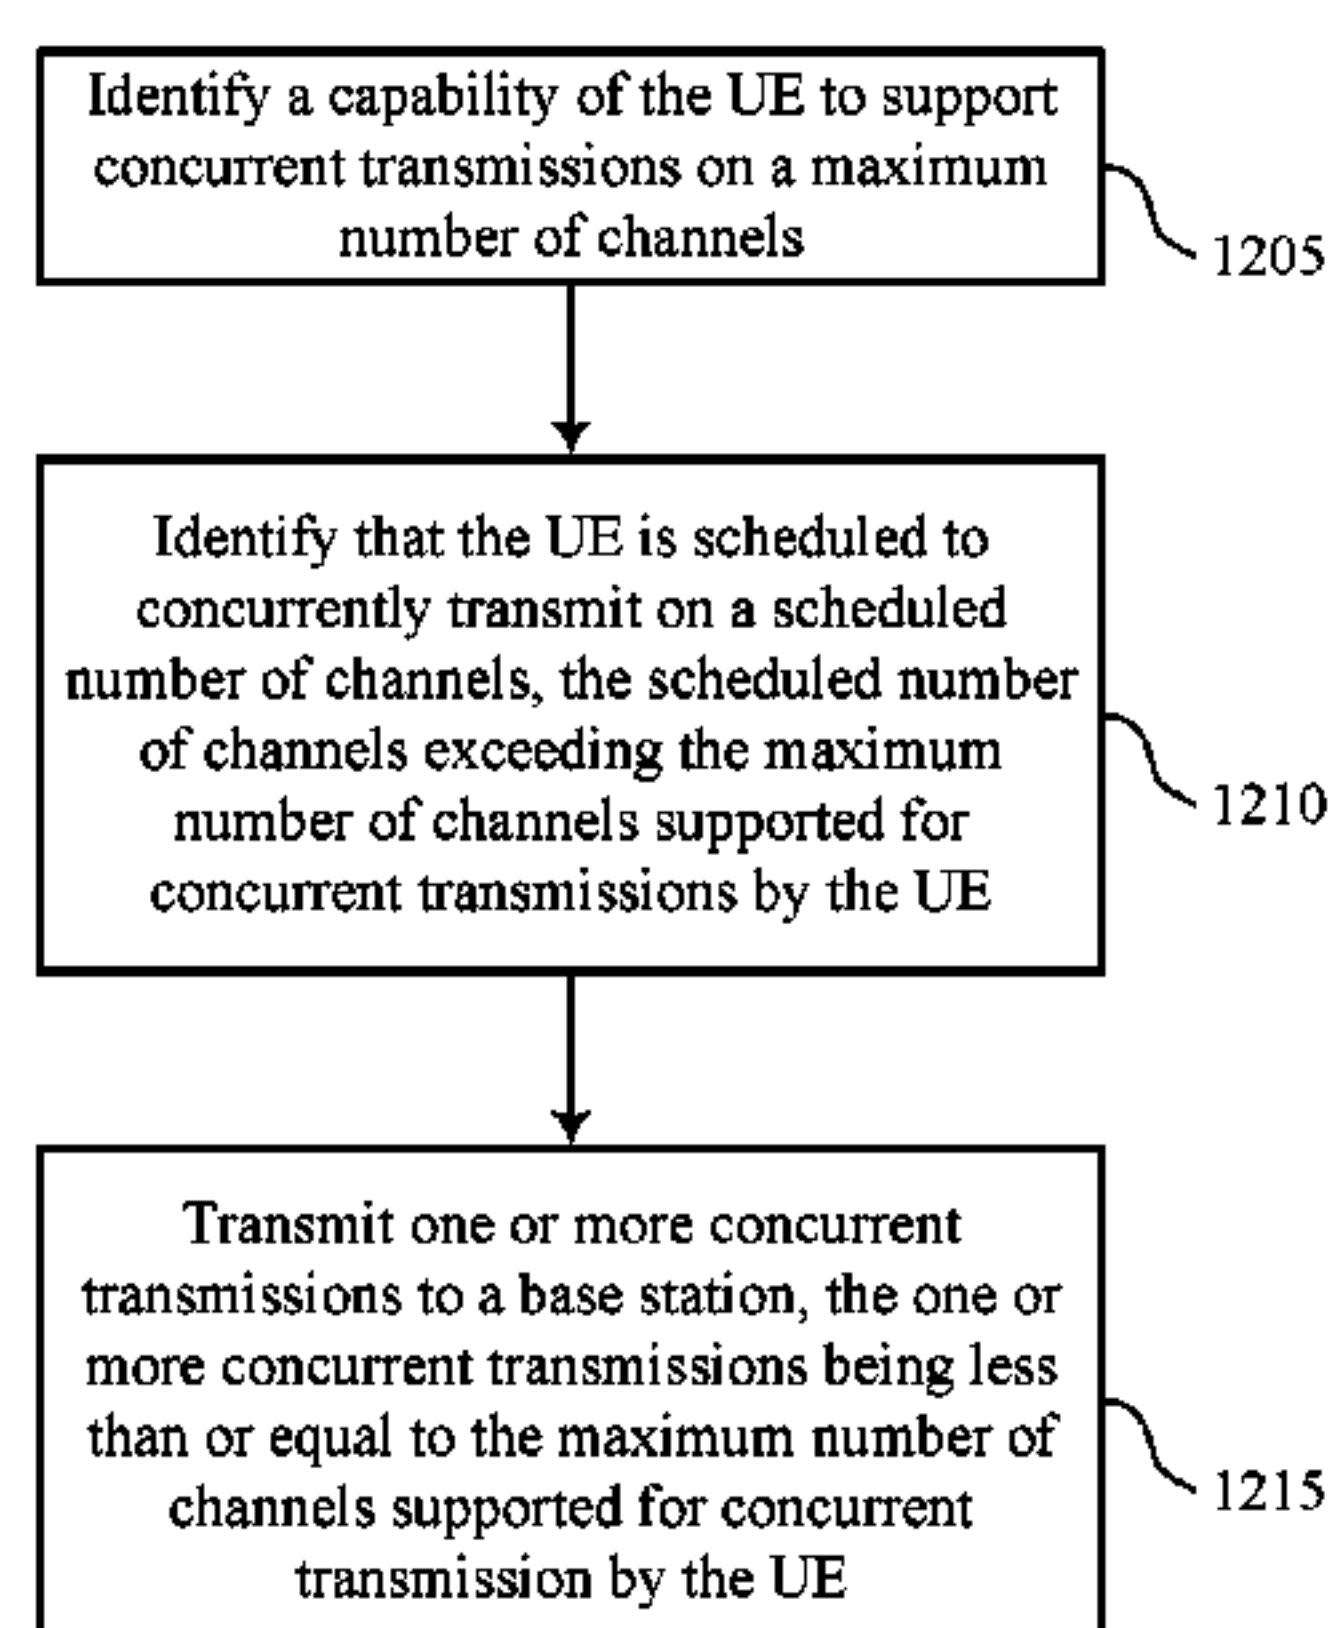 Identify a capability of the UE to support
concurrent transmissions on a maximum
number of channels
1205
Identify that the UE is scheduled to
concurrently transmit on a scheduled
number of channels, the scheduled number
of channels exceeding the maximum
number of channels supported for
concurrent transmissions by the UE
1210
Transmit one or more concurrent
transmissions to a base station, the one or
more concurrent transmissions being less
than or equal to the maximum number of
channels supported for concurrent
transmission by the UE
1215